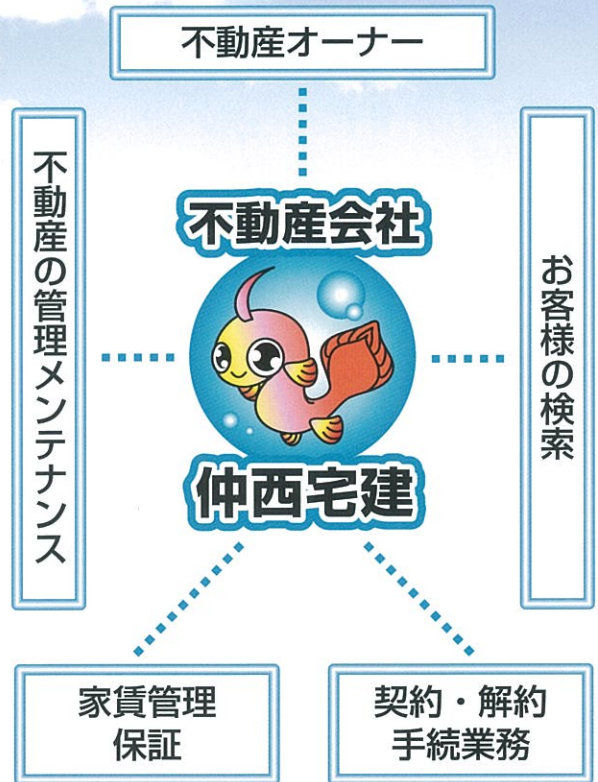 不動産オーナー
不動産の管理メンテナンス
不動産会社
仲西宅建
お客様の検索
家賃管理
保証
契約・解約
手続業務